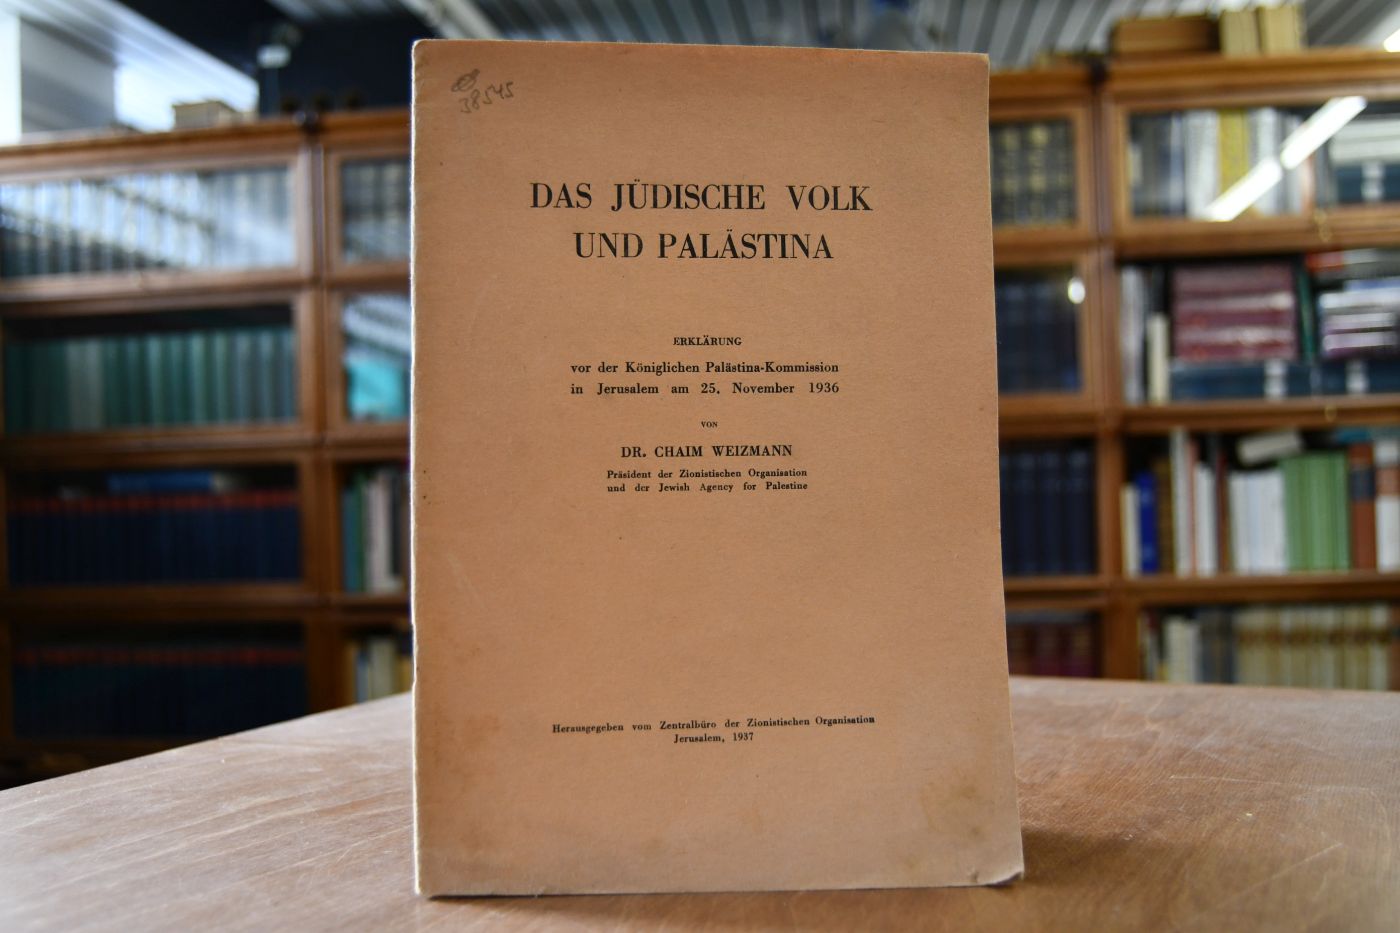 38545
DAS JÜDISCHE VOLK
UND PALÄSTINA
ERKLÄRUNG
vor der Königlichen Palästina-Kommission
in Jerusalem am 25. November 1936
VON
DR. CHAIM WEIZMANN
Präsident der Zionistischen Organisation
und der Jewish Agency for Palestine
Herausgegeben vom Zentralbüro der Zionistischen Organisation
Jerusalem, 1937